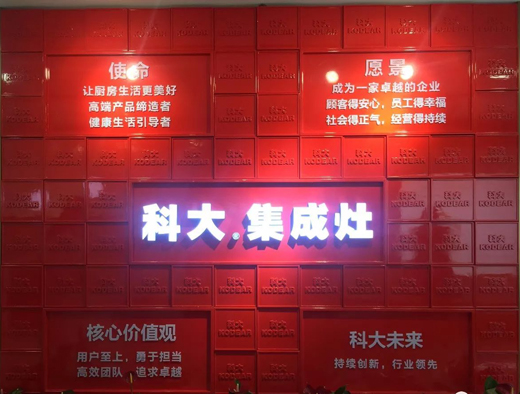 使命
让厨房生活更美好
高端产品缔造者
健康生活引导者
愿景
成为一家卓越的企业
顾客得安心、员工得幸福
社会得正气、经营得持续
科大.集成灶
核心价值观
用户至上，勇于担当
高效团队，追求卓越
科大未来
持续创新，行业领先
科大
KODEAH